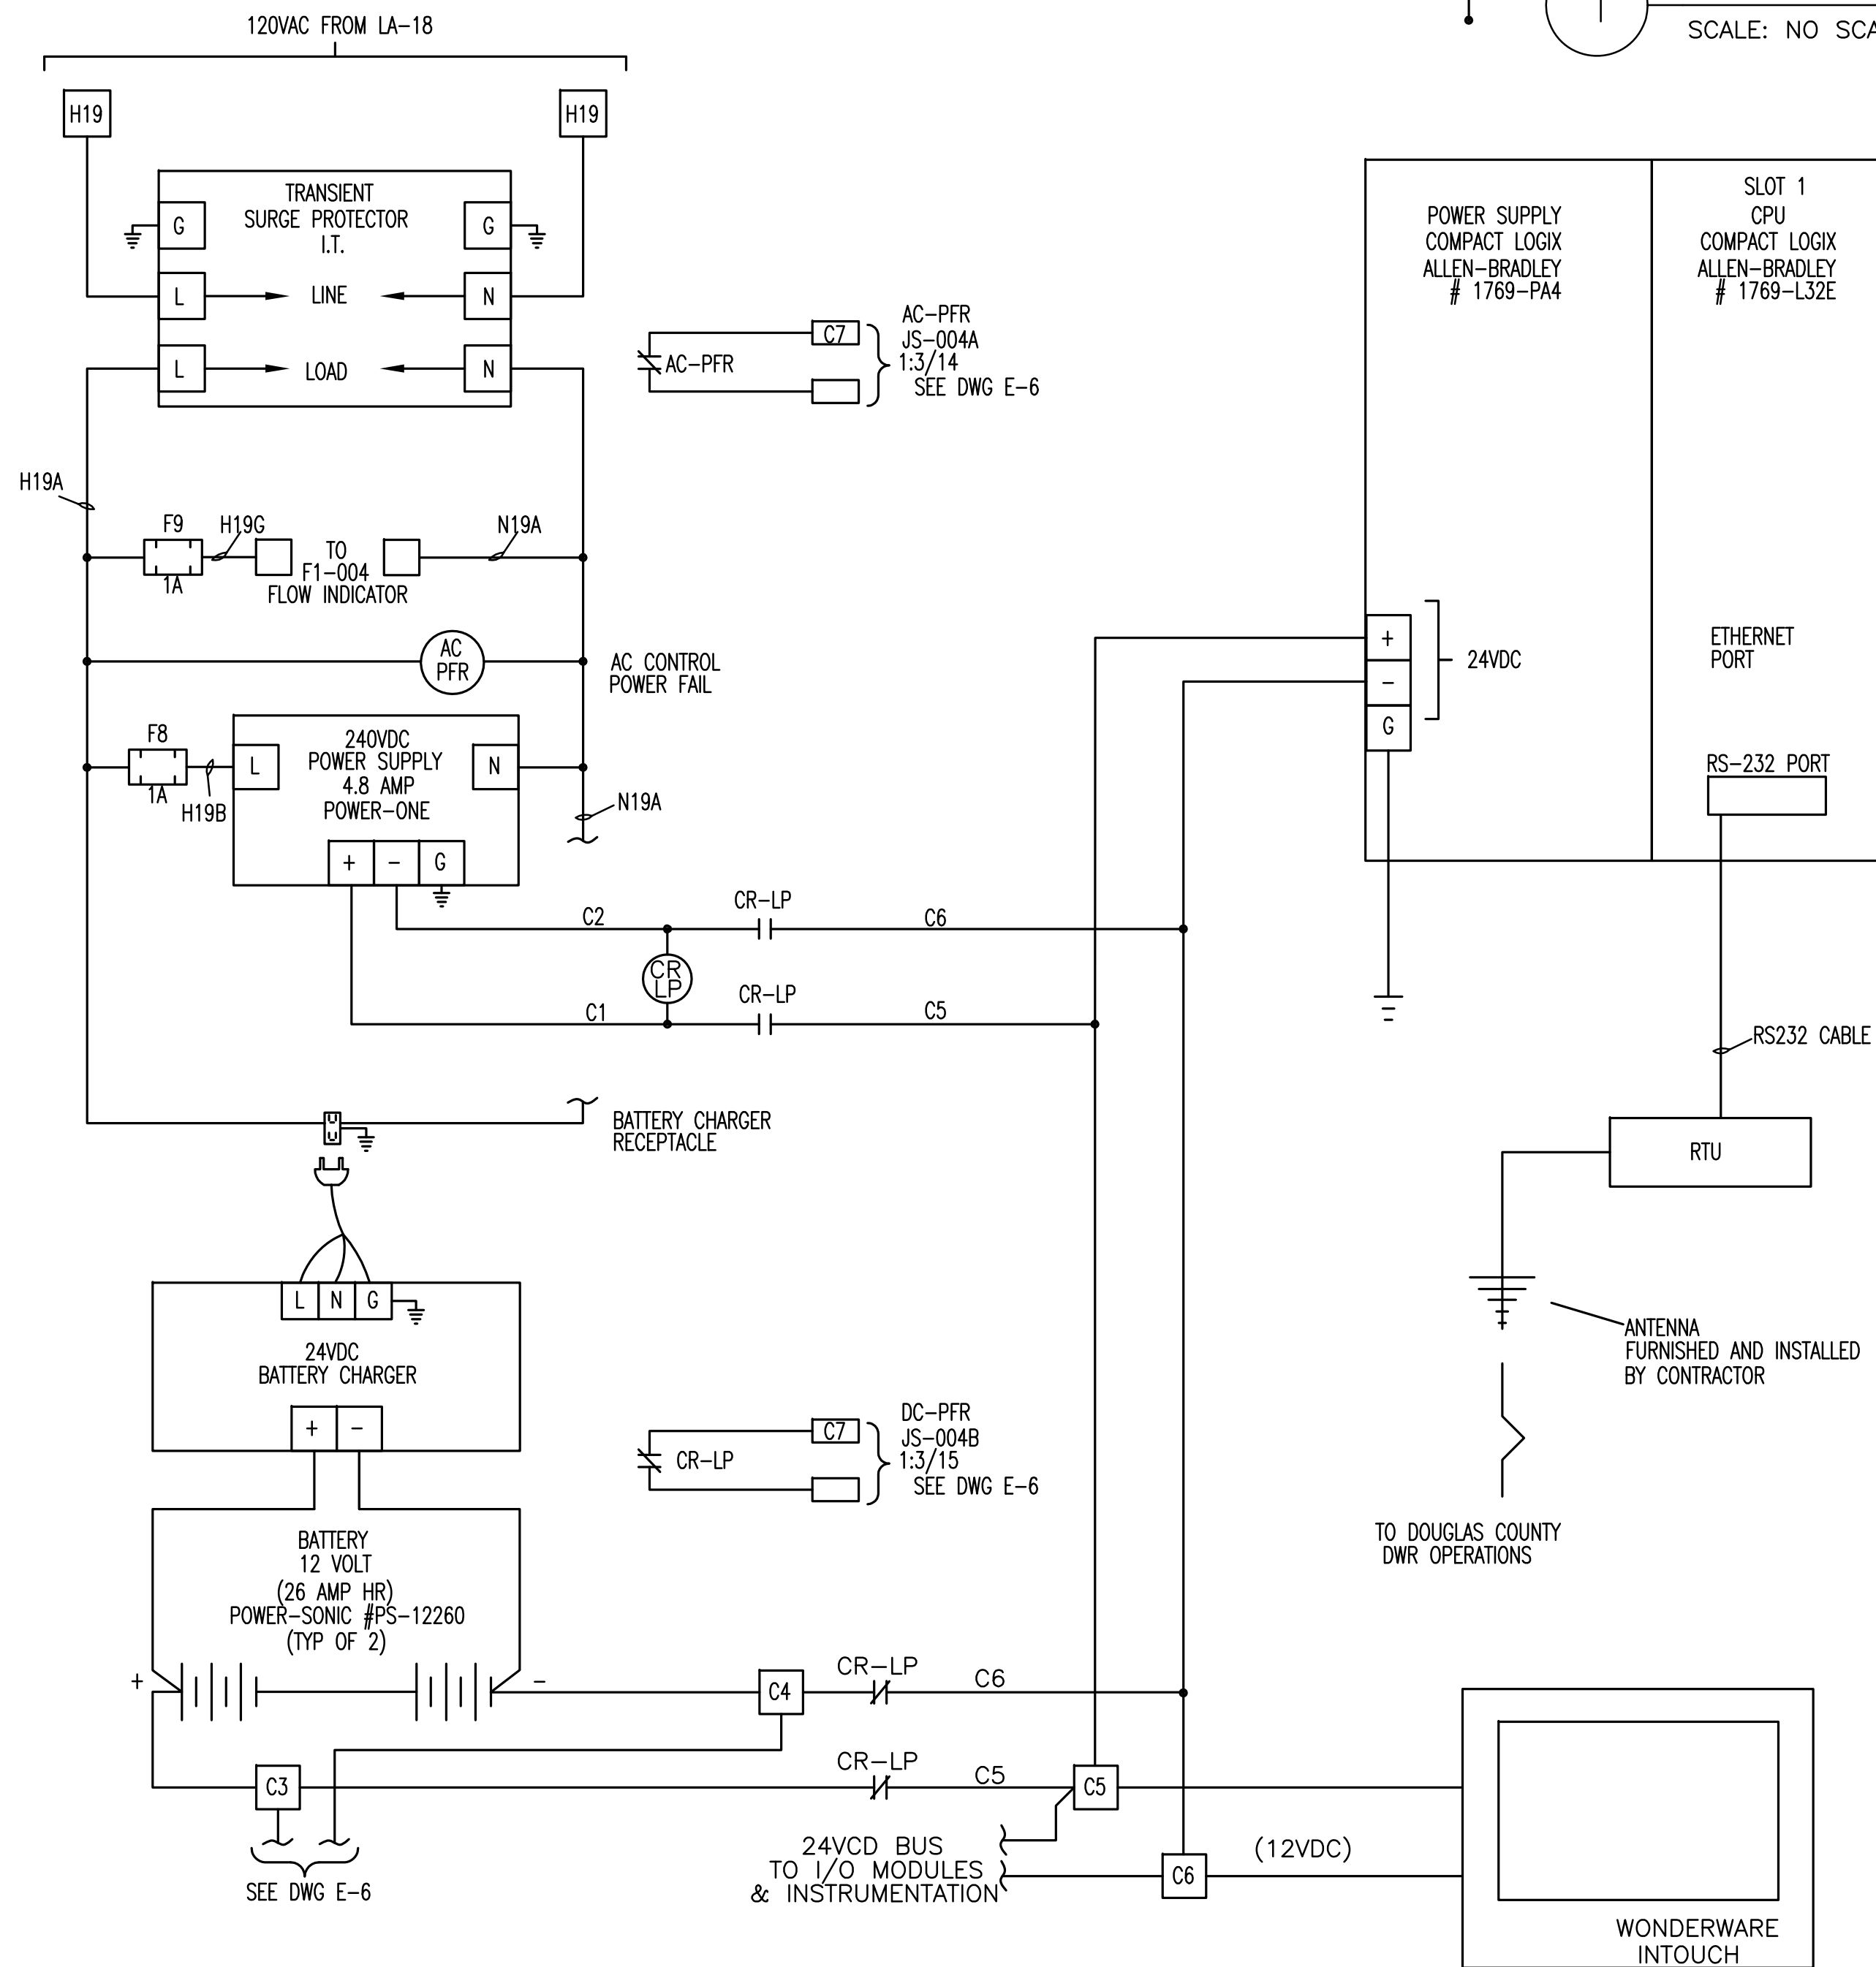 120VAC FROM LA-18
SCALE: NO SCA
H19
H19
TRANSIENT
SURGE PROTECTOR
I.T.
G
G
L
LINE
N
L
LOAD
N
AC-PFR
C7
AC-PFR
JS-004A
1:3/14
SEE DWG E-6
H19A
F9
1A
H19G
TO
F1-004
FLOW INDICATOR
N19A
AC
PFR
AC CONTROL
POWER FAIL
F8
1A
H19B
L
240VDC
POWER SUPPLY
4.8 AMP
POWER-ONE
N
N19A
+
-
G
C2
CR-LP
C6
CR
LP
C1
CR-LP
C5
BATTERY CHARGER
RECEPTACLE
L
N
G
24VDC
BATTERY CHARGER
+
-
CR-LP
C7
DC-PFR
JS-004B
1:3/15
SEE DWG E-6
BATTERY
12 VOLT
(26 AMP HR)
POWER-SONIC #PS-12260
(TYP OF 2)
+
-
C4
CR-LP
C6
C3
CR-LP
C5
C5
SEE DWG E-6
24VCD BUS
TO I/O MODULES
& INSTRUMENTATION
C6
(12VDC)
WONDERWARE
INTOUCH
POWER SUPPLY
COMPACT LOGIX
ALLEN-BRADLEY
# 1769-PA4
SLOT 1
CPU
COMPACT LOGIX
ALLEN-BRADLEY
# 1769-L32E
+
-
G
24VDC
ETHERNET
PORT
RS-232 PORT
RS232 CABLE
RTU
ANTENNA
FURNISHED AND INSTALLED
BY CONTRACTOR
TO DOUGLAS COUNTY
DWR OPERATIONS